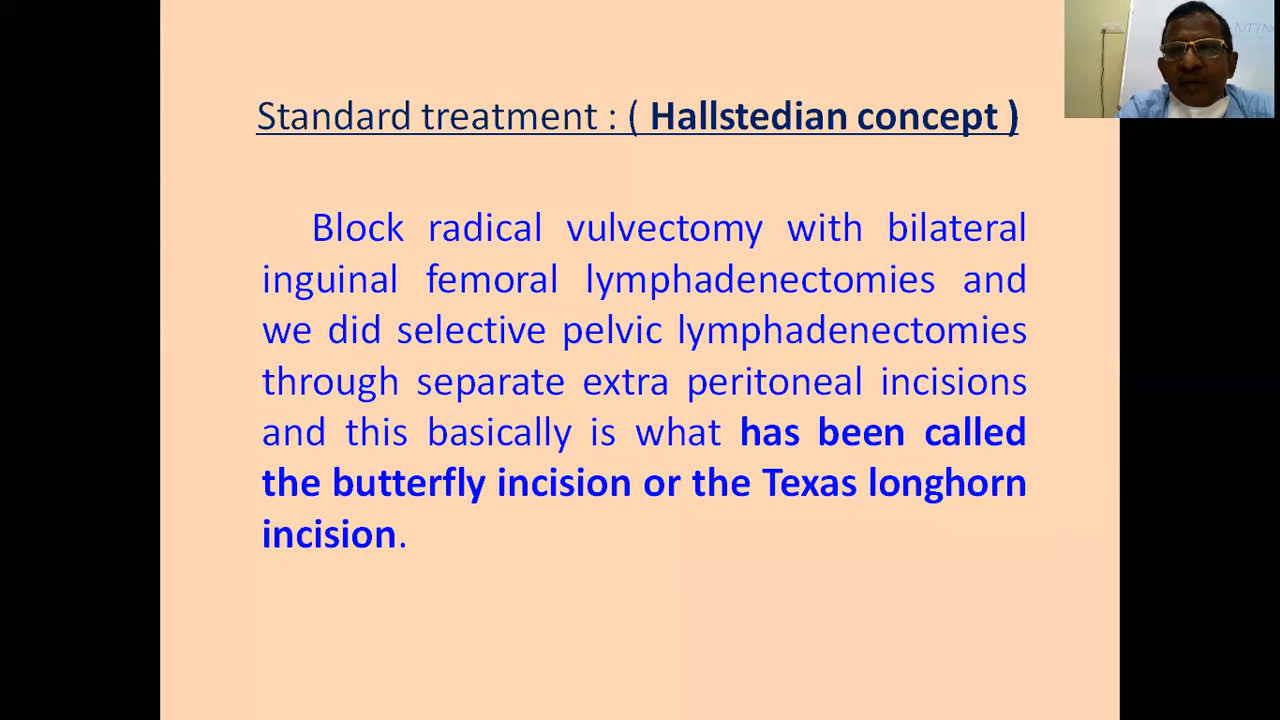 Standard treatment : ( Hallstedian concept )
Block radical vulvectomy with bilateral
inguinal femoral lymphadenectomies and
we did selective pelvic lymphadenectomies
through separate extra peritoneal incisions
and this basically is what has been called
the butterfly incision or the Texas longhorn
incision.